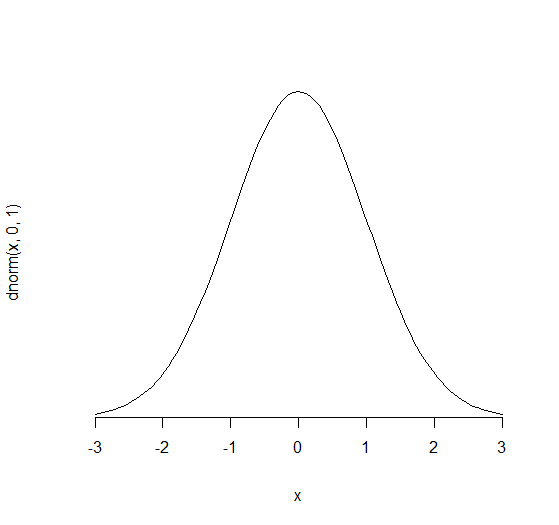 dnorm(x, 0, 1)
-3 -2 -1 0 1 2 3
x